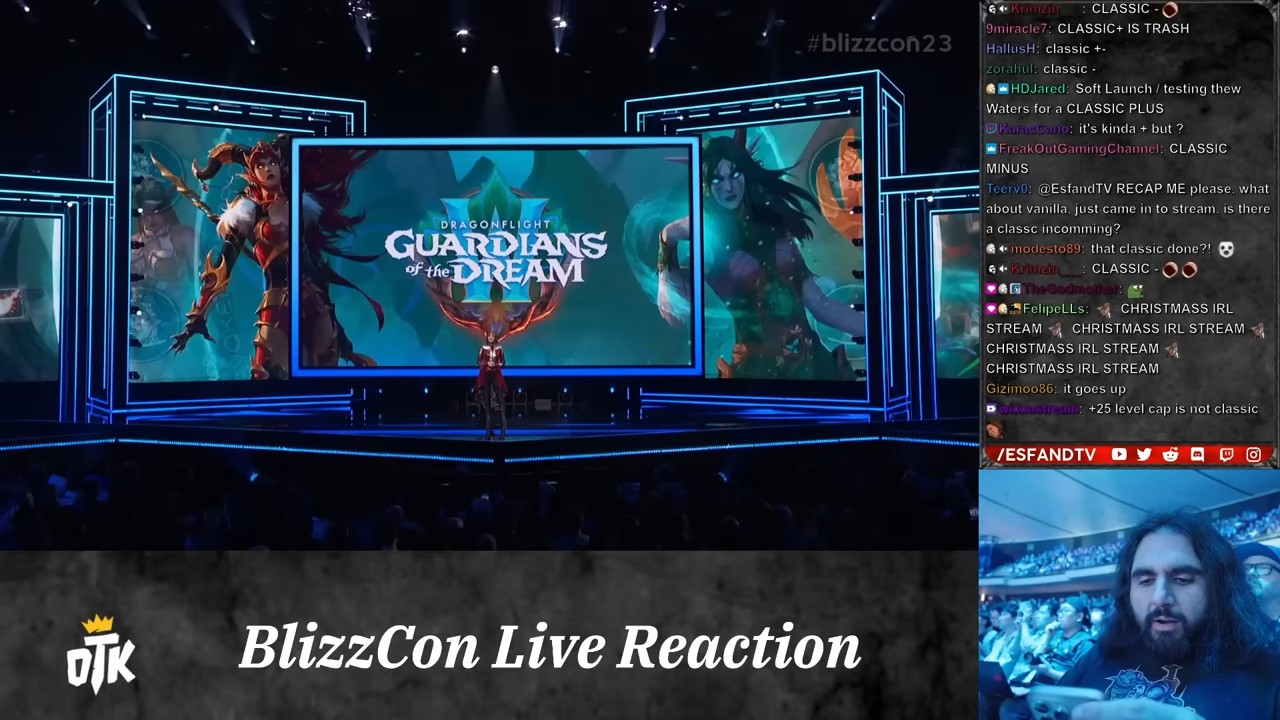 #blizzcon23
DRAGONFLIGHT
GUARDIANS
of the DREAM
Krimzin___: CLASSIC -
9miracle7: CLASSIC+ IS TRASH
HallusH: classic +-
zorahul: classic -
HDJared: Soft Launch / testing thew
Waters for a CLASSIC PLUS
KaracCano: it's kinda + but ?
FreakOutGamingChannel: CLASSIC
MINUS
Teerv0: @EsfandTV RECAP ME please, what
about vanilla, just came in to stream, is there
a classc incomming?
modesto89: that classic done?!
Krimzin___: CLASSIC -
TheGodmother:
FelipeLLs: CHRISTMASS IRL
STREAM CHRISTMASS IRL STREAM
CHRISTMASS IRL STREAM
CHRISTMASS IRL STREAM
Gizimoo86: it goes up
+25 level cap is not classic
/ESFANDTV
OTK
BlizzCon Live Reaction